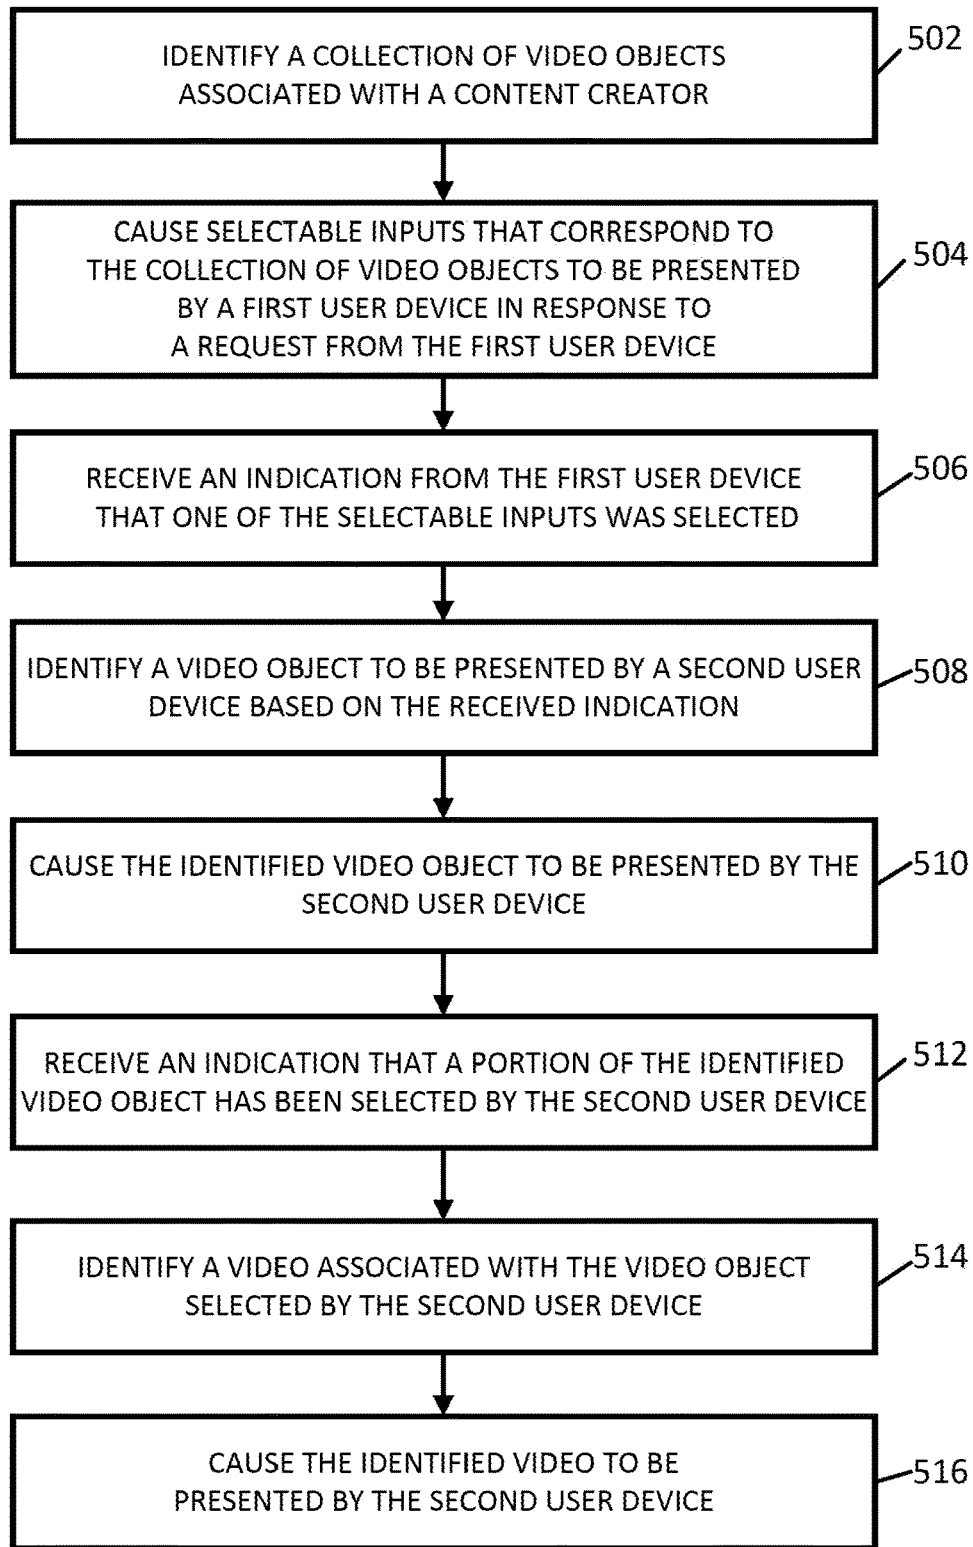 IDENTIFY A COLLECTION OF VIDEO OBJECTS
ASSOCIATED WITH A CONTENT CREATOR
502
CAUSE SELECTABLE INPUTS THAT CORRESPOND TO
THE COLLECTION OF VIDEO OBJECTS TO BE PRESENTED
BY A FIRST USER DEVICE IN RESPONSE TO
A REQUEST FROM THE FIRST USER DEVICE
504
RECEIVE AN INDICATION FROM THE FIRST USER DEVICE
THAT ONE OF THE SELECTABLE INPUTS WAS SELECTED
506
IDENTIFY A VIDEO OBJECT TO BE PRESENTED BY A SECOND USER
DEVICE BASED ON THE RECEIVED INDICATION
508
CAUSE THE IDENTIFIED VIDEO OBJECT TO BE PRESENTED BY THE
SECOND USER DEVICE
510
RECEIVE AN INDICATION THAT A PORTION OF THE IDENTIFIED
VIDEO OBJECT HAS BEEN SELECTED BY THE SECOND USER DEVICE
512
IDENTIFY A VIDEO ASSOCIATED WITH THE VIDEO OBJECT
SELECTED BY THE SECOND USER DEVICE
514
CAUSE THE IDENTIFIED VIDEO TO BE
PRESENTED BY THE SECOND USER DEVICE
516